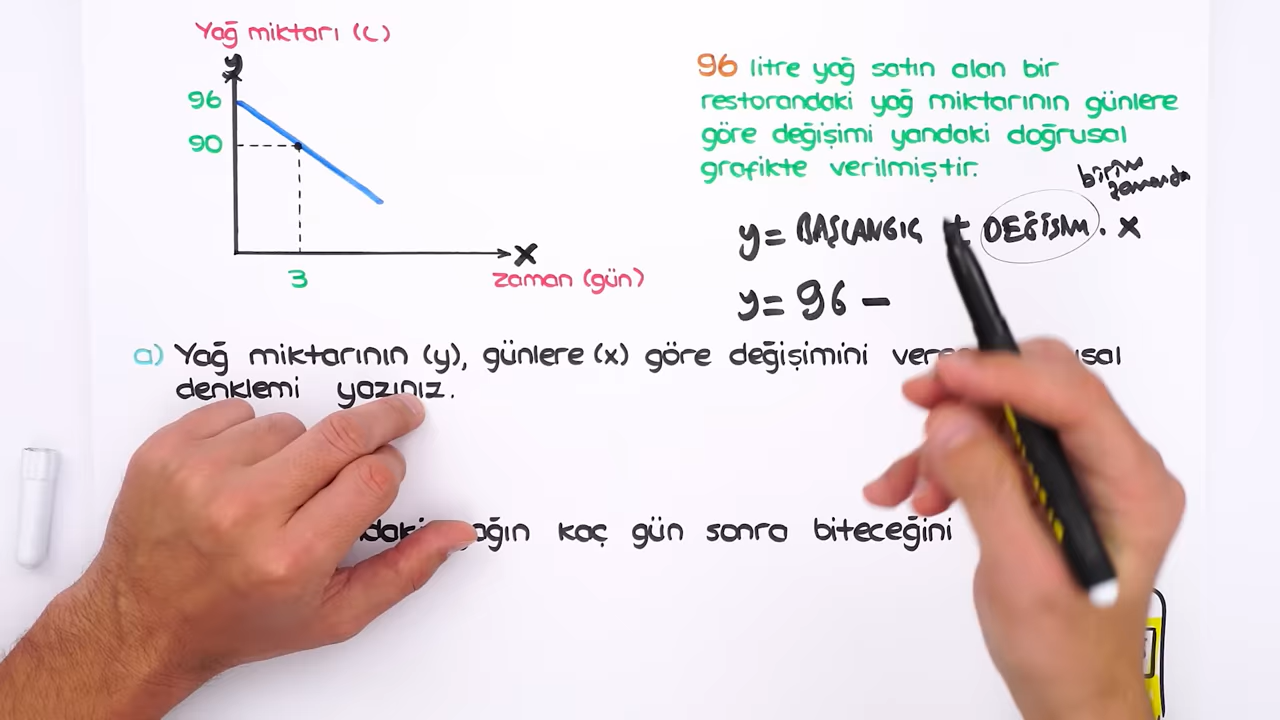 Yağ miktarı (L)
y
96
90
3
x
zaman (gün)
96 litre yağ satın alan bir
restorandaki yağ miktarının günlere
göre değişimi yandaki doğrusal
grafikte verilmiştir.
birim
zamanda
y = BAŞLANGIÇ ± DEĞİŞİM . x
y = 96 -
a) Yağ miktarının (y), günlere (x) göre değişimini
denklemi yazınız.
kaç gün sonra biteceğini